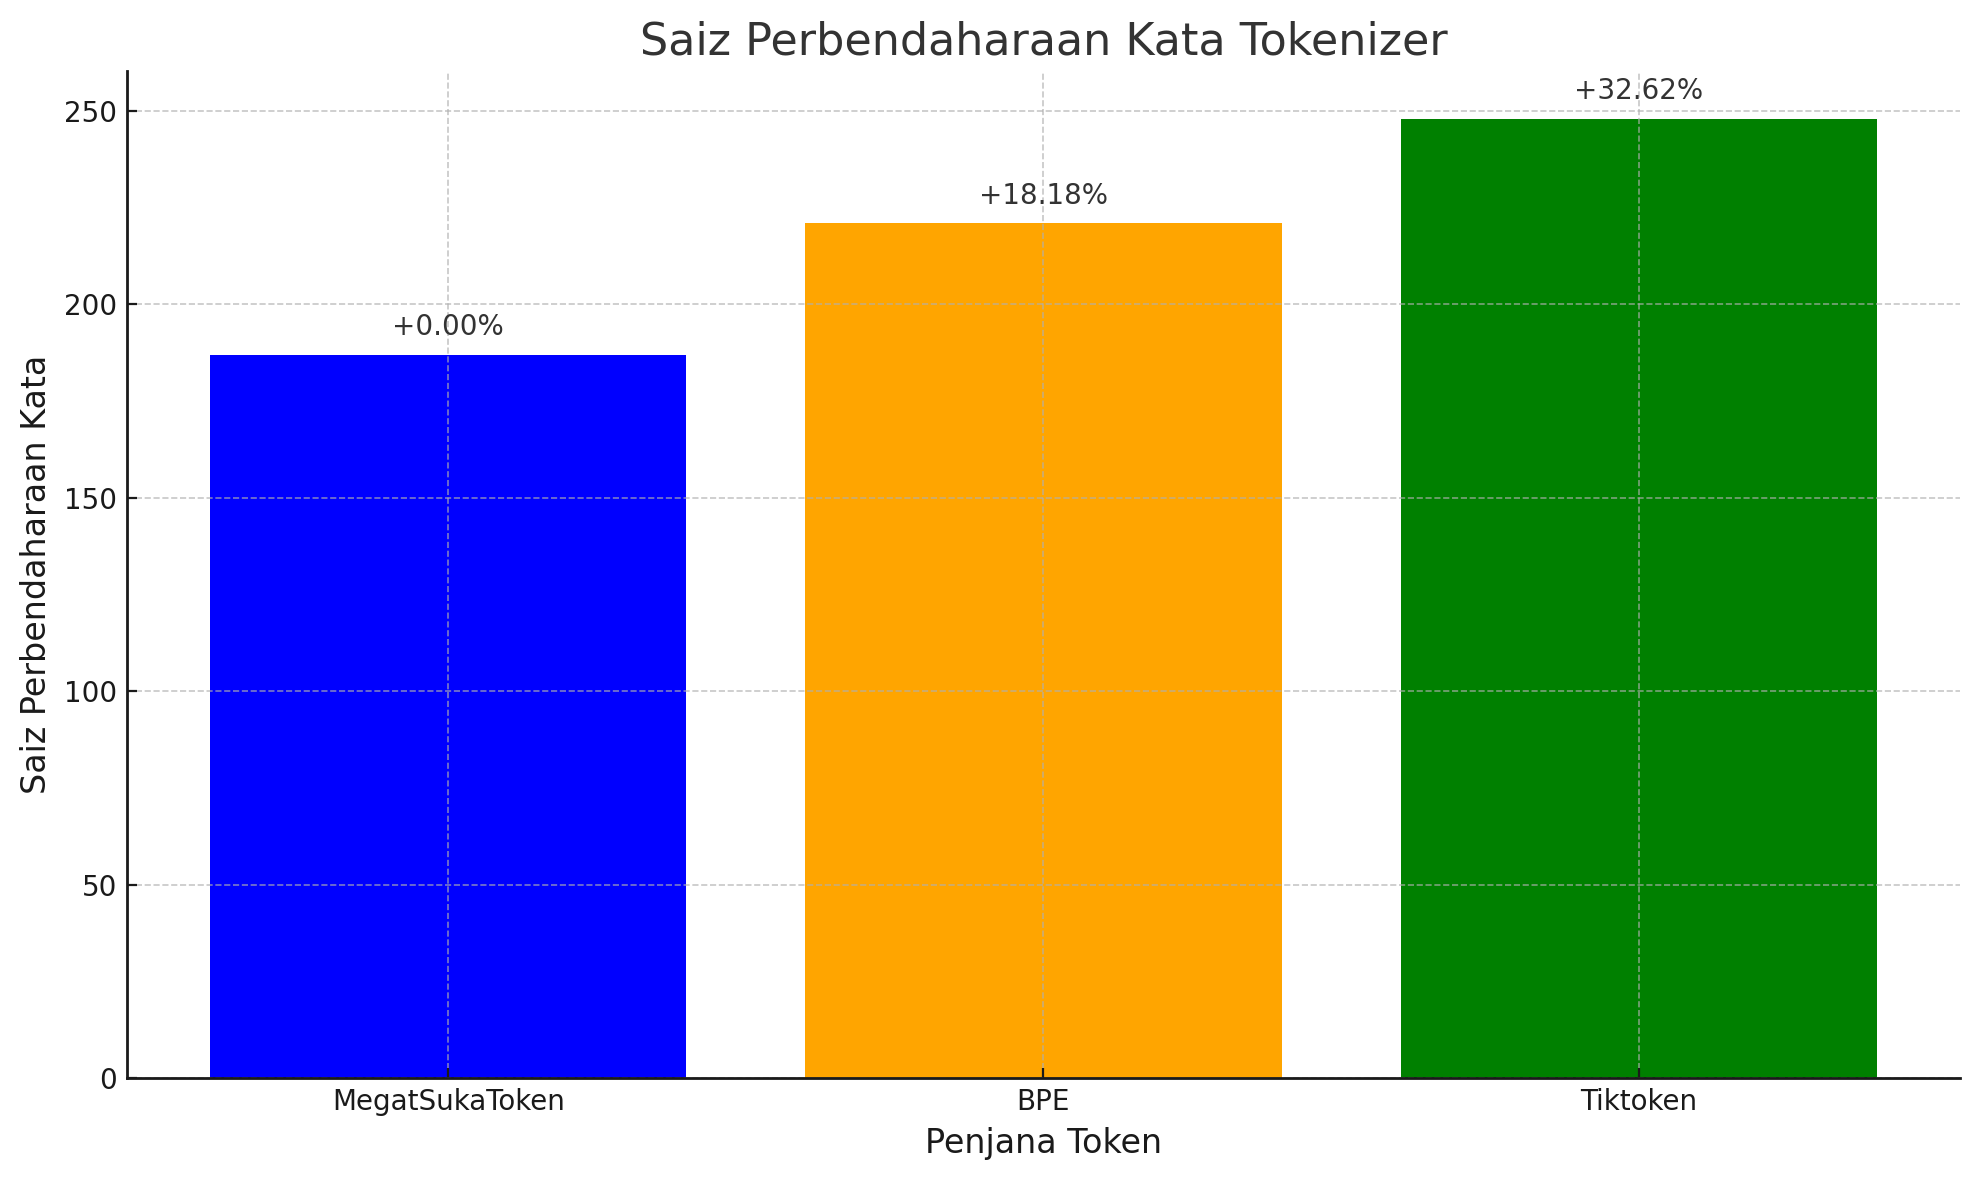 Saiz Perbendaharaan Kata Tokenizer
Saiz Perbendaharaan Kata
250
200
150
100
50
0
+0.00%
+18.18%
+32.62%
MegatSukaToken
BPE
Tiktoken
Penjana Token